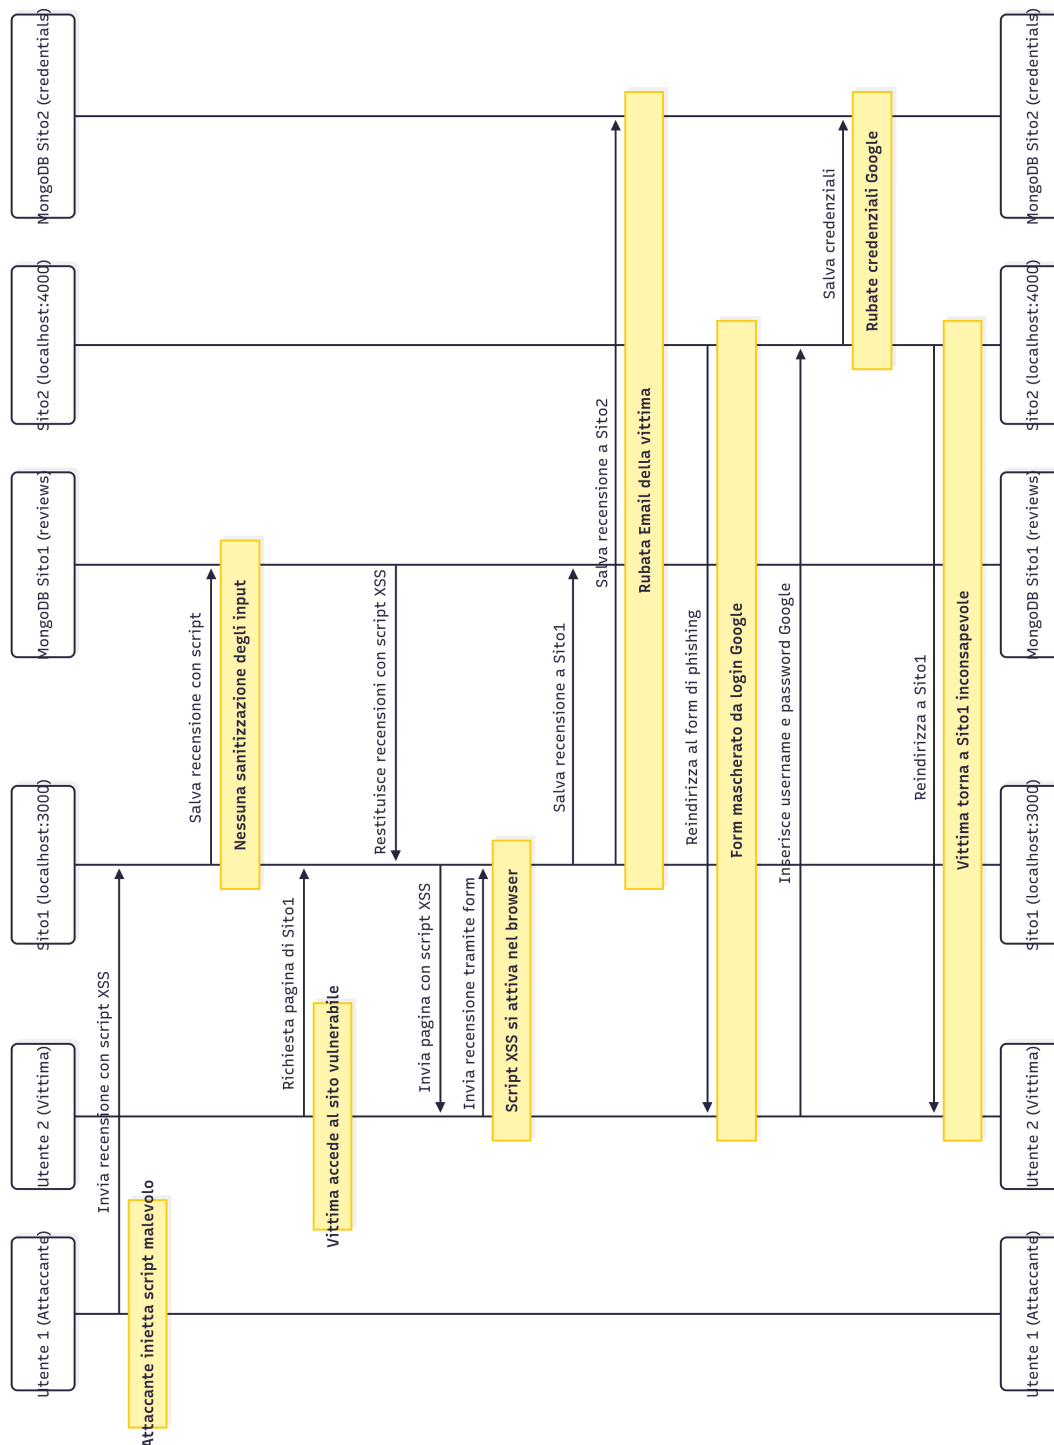 Utente 1 (Attaccante)
Utente 2 (Vittima)
Sito1 (localhost:3000)
MongoDB Sito1 (reviews)
Sito2 (localhost:4000)
MongoDB Sito2 (credentials)
Invia recensione con script XSS
Attaccante inietta script malevolo
Salva recensione con script
Nessuna sanitizzazione degli input
Richiesta pagina di Sito1
Vittima accede al sito vulnerabile
Restituisce recensioni con script XSS
Invia pagina con script XSS
Invia recensione tramite form
Script XSS si attiva nel browser
Salva recensione a Sito1
Salva recensione a Sito2
Rubata Email della vittima
Reindirizza al form di phishing
Form mascherato da login Google
Inserisce username e password Google
Salva credenziali
Rubate credenziali Google
Reindirizza a Sito1
Vittima torna a Sito1 inconsapevole
Utente 1 (Attaccante)
Utente 2 (Vittima)
Sito1 (localhost:3000)
MongoDB Sito1 (reviews)
Sito2 (localhost:4000)
MongoDB Sito2 (credentials)